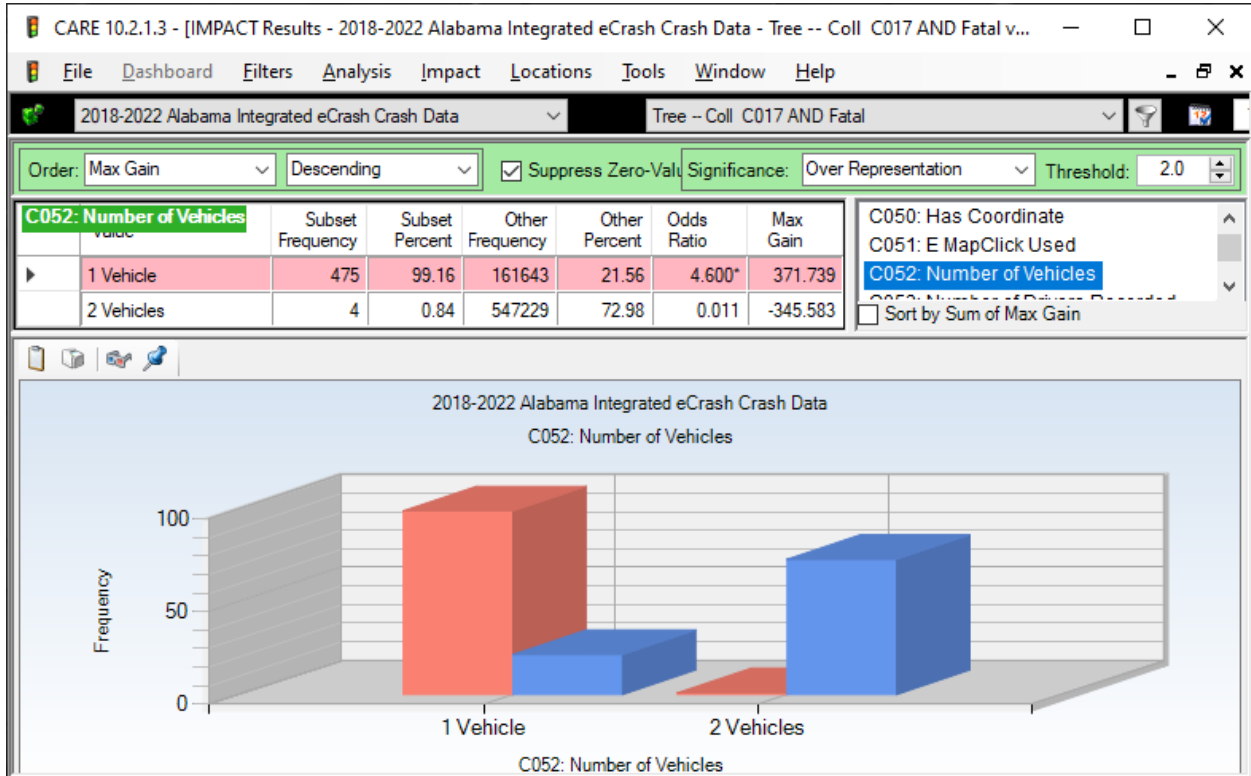 CARE 10.2.1.3 - [IMPACT Results - 2018-2022 Alabama Integrated eCrash Crash Data - Tree -- Coll C017 AND Fatal v...
File Dashboard Filters Analysis Impact Locations Tools Window Help
2018-2022 Alabama Integrated eCrash Crash Data Tree -- Coll C017 AND Fatal
Order: Max Gain Descending Suppress Zero-Valu Significance: Over Representation Threshold: 2.0
C052: Number of Vehicles Subset Frequency Subset Percent Other Frequency Other Percent Odds Ratio Max Gain
1 Vehicle 475 99.16 161643 21.56 4.600* 371.739
2 Vehicles 4 0.84 547229 72.98 0.011 -345.583
C050: Has Coordinate
C051: E MapClick Used
C052: Number of Vehicles
Sort by Sum of Max Gain
2018-2022 Alabama Integrated eCrash Crash Data
C052: Number of Vehicles
Frequency
100
50
0
1 Vehicle 2 Vehicles
C052: Number of Vehicles